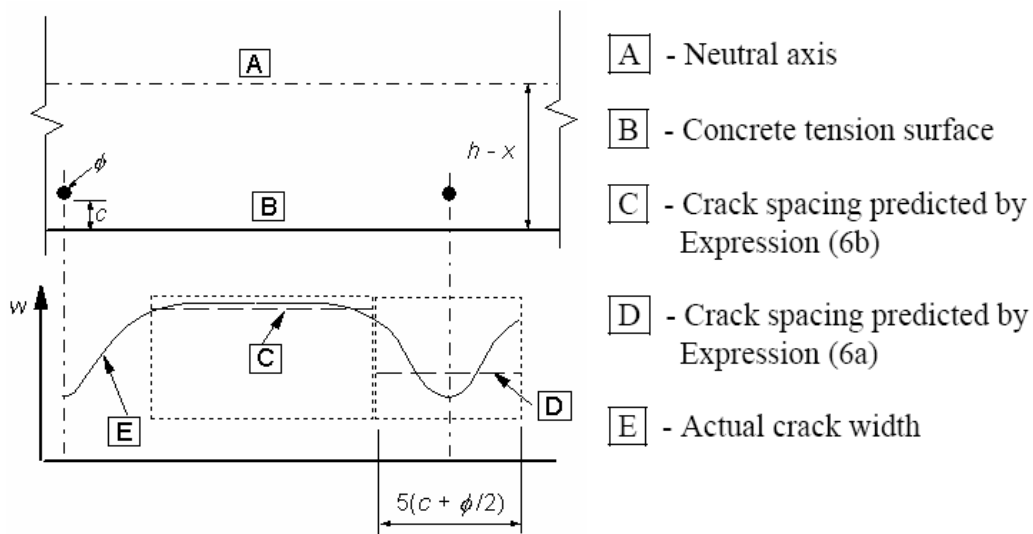 A
h – x
ϕ
c
B
w
C
D
E
5(c + ϕ/2)
A - Neutral axis
B - Concrete tension surface
C - Crack spacing predicted by
Expression (6b)
D - Crack spacing predicted by
Expression (6a)
E - Actual crack width